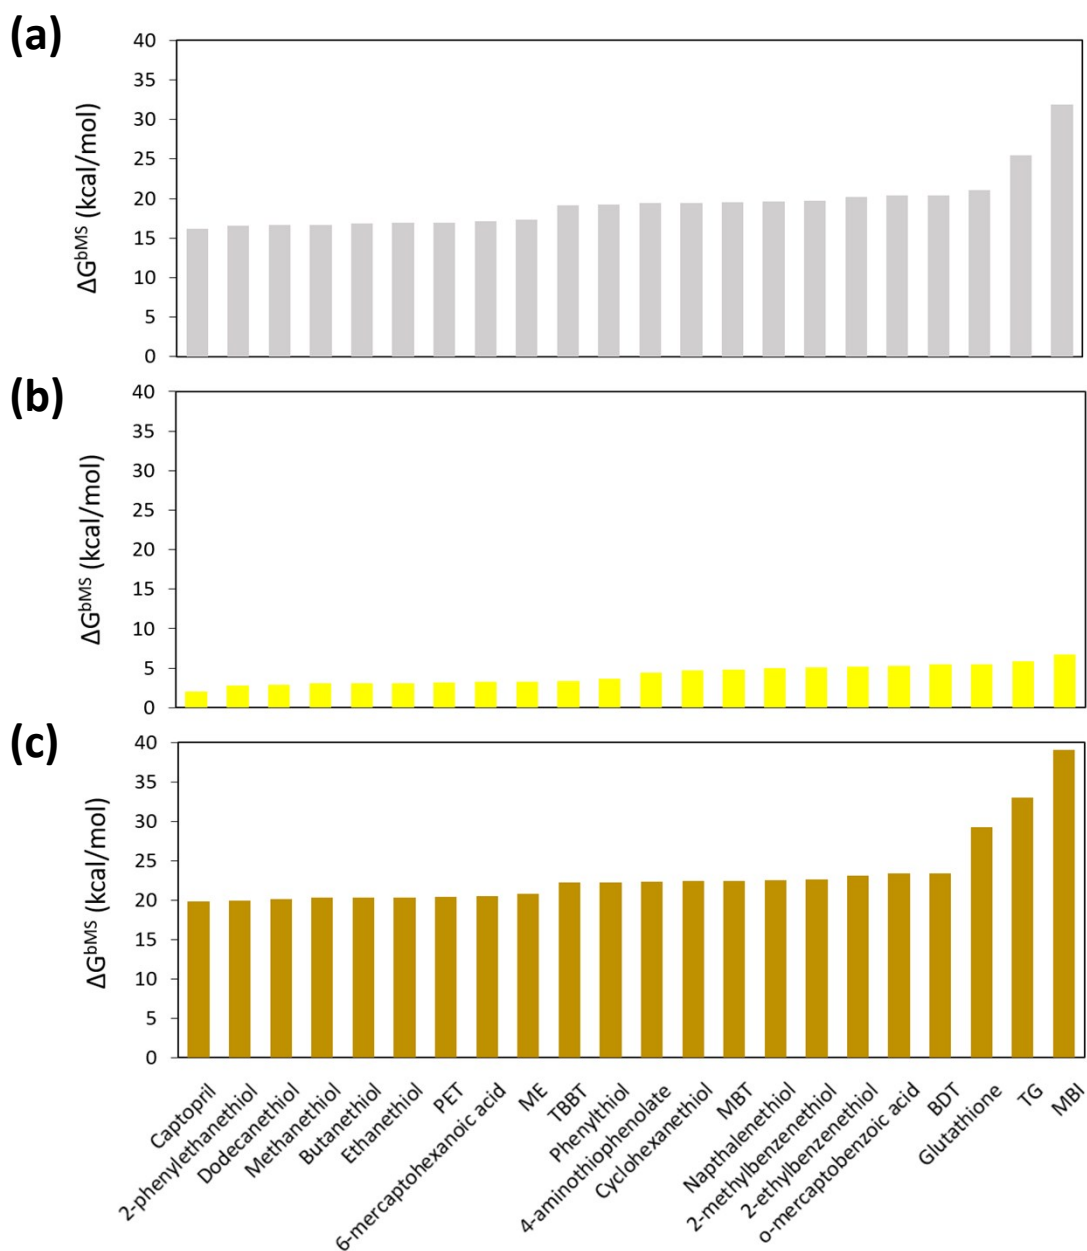 (a)
ΔG^bMS (kcal/mol)
40
35
30
25
20
15
10
5
0
(b)
ΔG^bMS (kcal/mol)
40
35
30
25
20
15
10
5
0
(c)
ΔG^bMS (kcal/mol)
40
35
30
25
20
15
10
5
0
Captopril
2-phenylethanethiol
Dodecanethiol
Methanethiol
Butanethiol
Ethanethiol
PET
6-mercaptohexanoic acid
ME
TBBT
Phenylthiol
4-aminothiophenolate
Cyclohexanethiol
MBT
Napthalenethiol
2-methylbenzenethiol
2-ethylbenzenethiol
o-mercaptobenzoic acid
BDT
Glutathione
TG
MBI